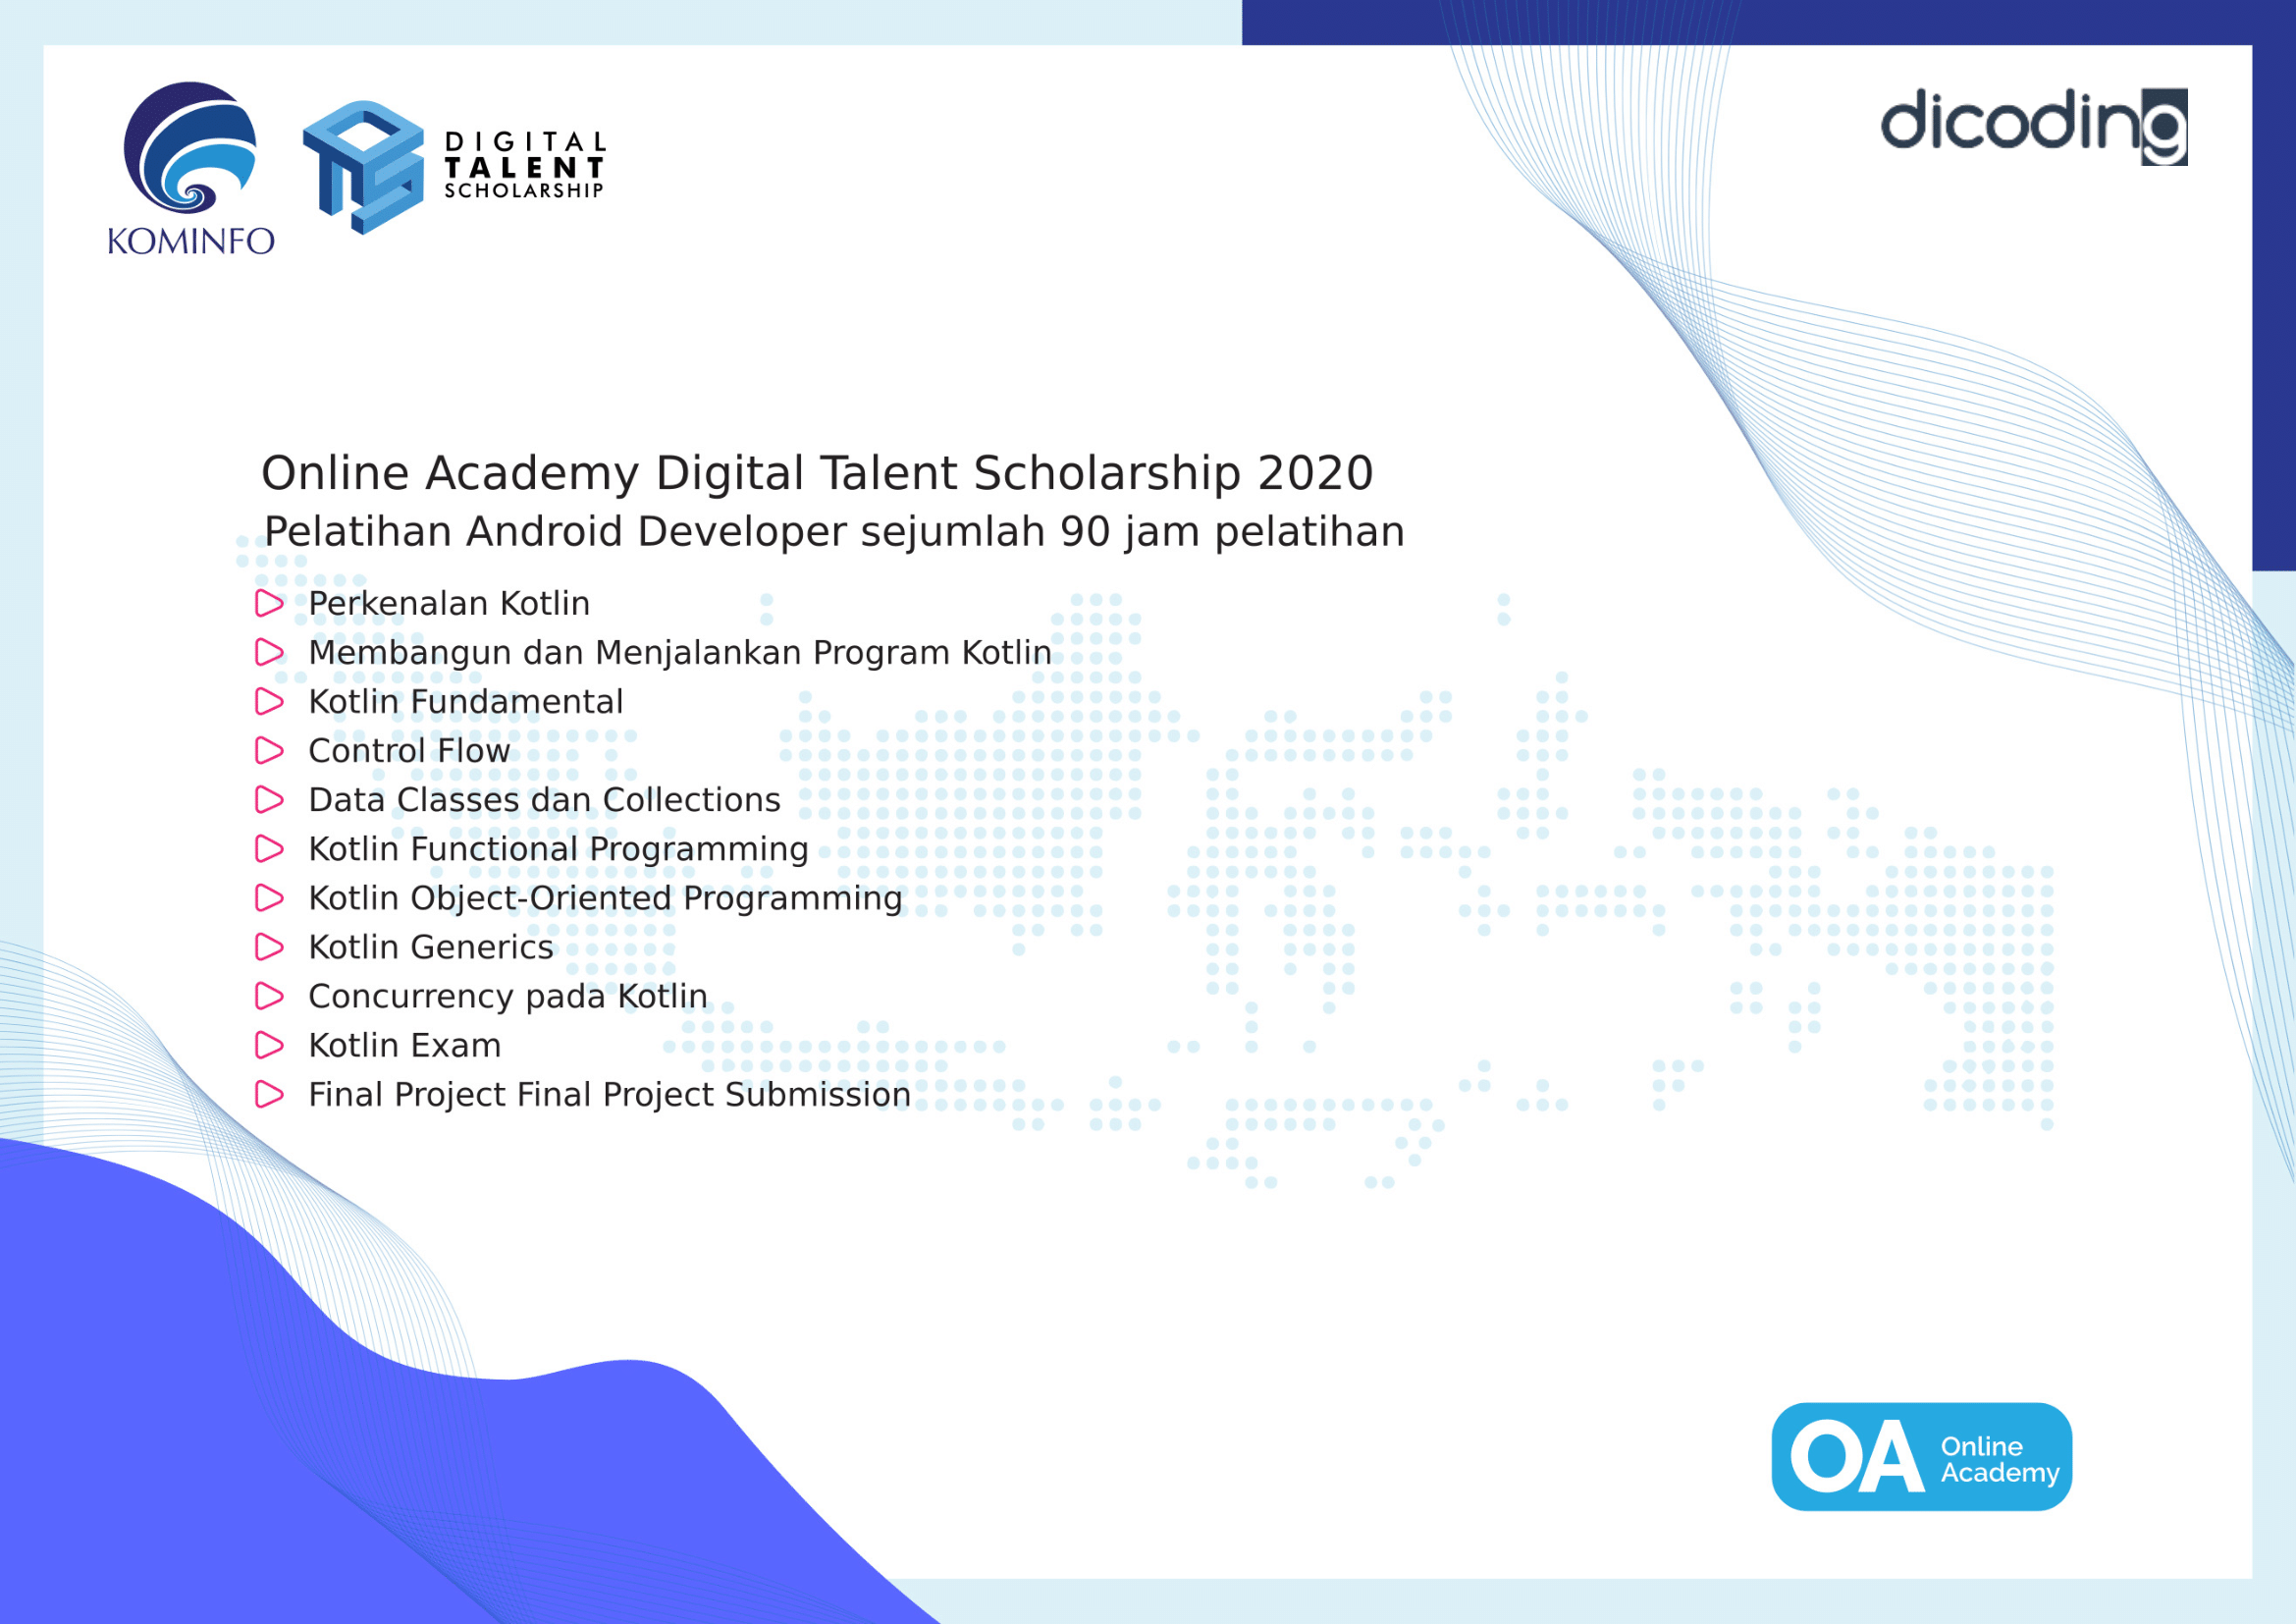 KOMINFO
DIGITAL
TALENT
SCHOLARSHIP
dicoding
Online Academy Digital Talent Scholarship 2020
Pelatihan Android Developer sejumlah 90 jam pelatihan
Perkenalan Kotlin
Membangun dan Menjalankan Program Kotlin
Kotlin Fundamental
Control Flow
Data Classes dan Collections
Kotlin Functional Programming
Kotlin Object-Oriented Programming
Kotlin Generics
Concurrency pada Kotlin
Kotlin Exam
Final Project Final Project Submission
OA
Online
Academy